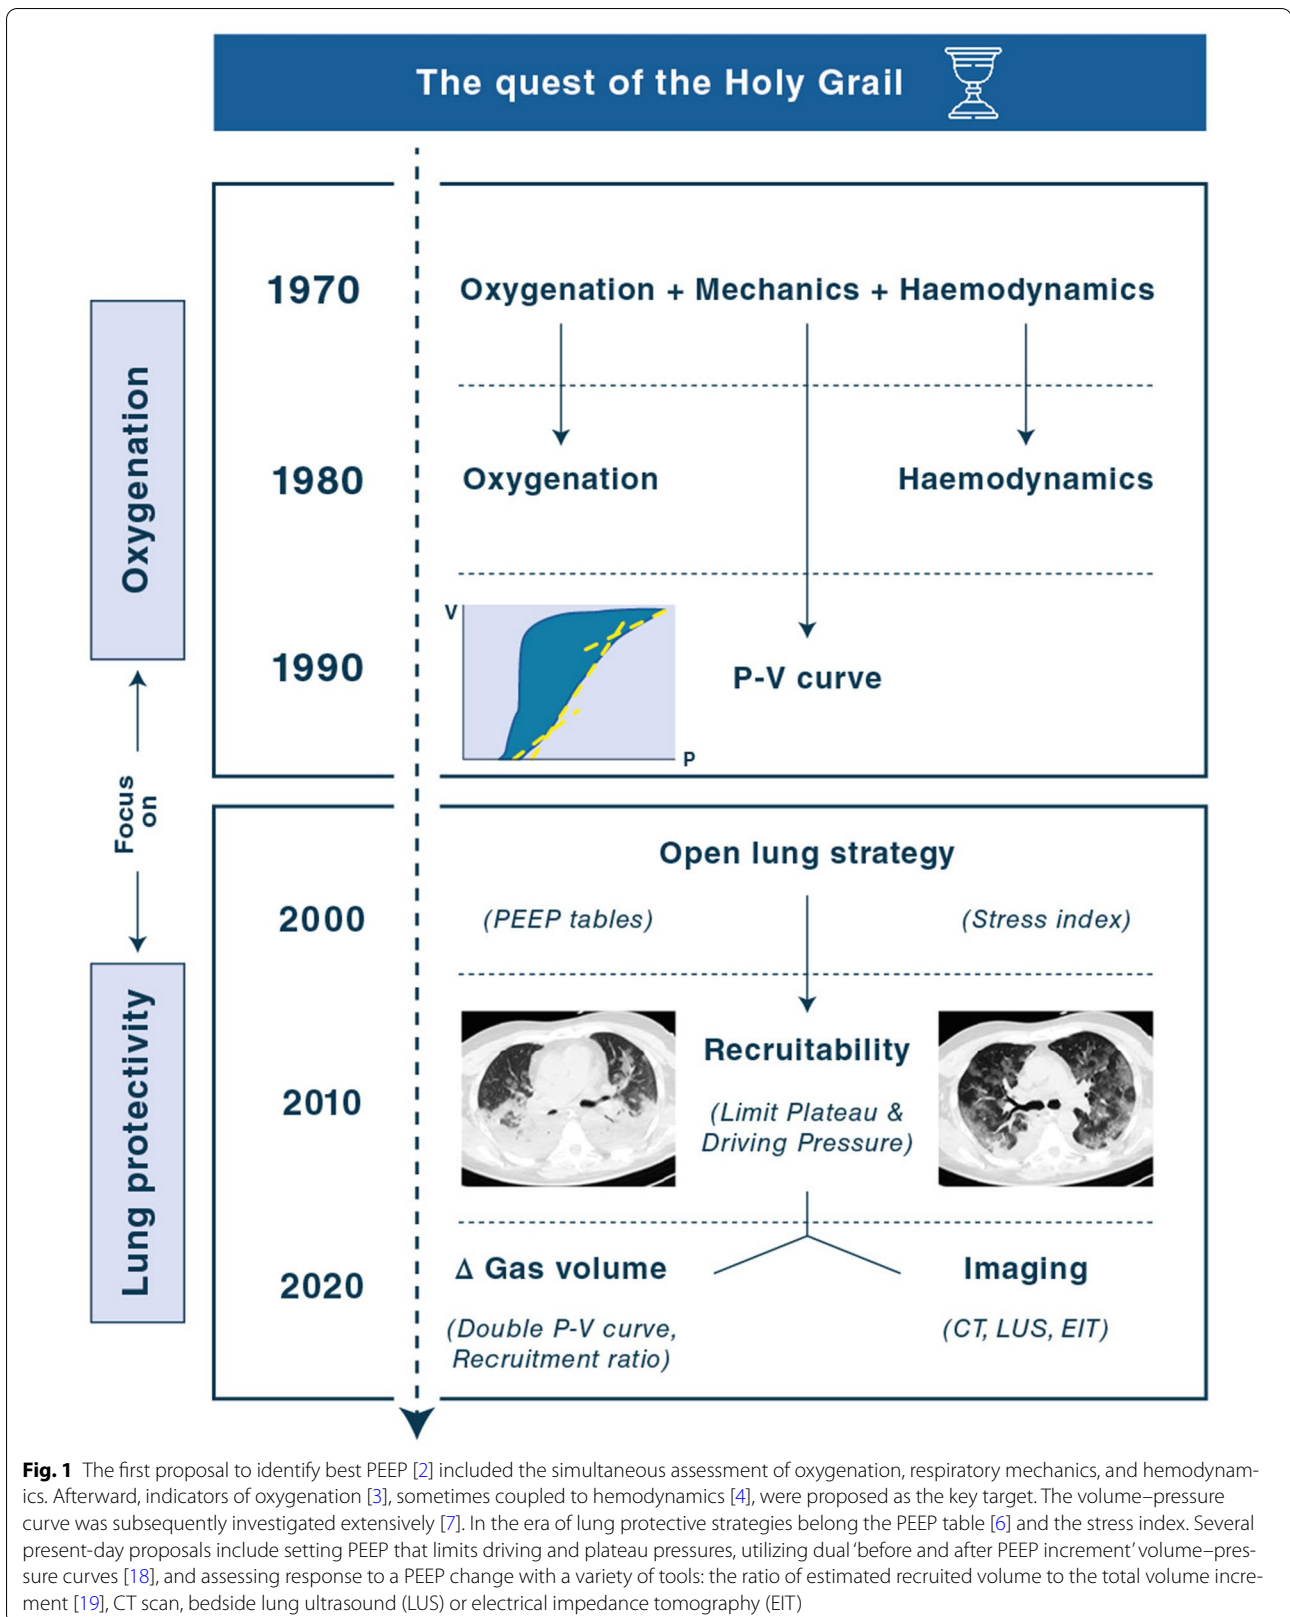 The quest of the Holy Grail
Oxygenation
Focus
on
Lung protectivity
1970
Oxygenation + Mechanics + Haemodynamics
1980
Oxygenation
Haemodynamics
1990
V
P
P-V curve
Open lung strategy
2000
(PEEP tables)
(Stress index)
2010
Recruitability
(Limit Plateau &
Driving Pressure)
2020
Δ Gas volume
(Double P-V curve,
Recruitment ratio)
Imaging
(CT, LUS, EIT)
Fig. 1 The first proposal to identify best PEEP [2] included the simultaneous assessment of oxygenation, respiratory mechanics, and hemodynam-
ics. Afterward, indicators of oxygenation [3], sometimes coupled to hemodynamics [4], were proposed as the key target. The volume–pressure
curve was subsequently investigated extensively [7]. In the era of lung protective strategies belong the PEEP table [6] and the stress index. Several
present-day proposals include setting PEEP that limits driving and plateau pressures, utilizing dual ‘before and after PEEP increment’ volume–pres-
sure curves [18], and assessing response to a PEEP change with a variety of tools: the ratio of estimated recruited volume to the total volume incre-
ment [19], CT scan, bedside lung ultrasound (LUS) or electrical impedance tomography (EIT)